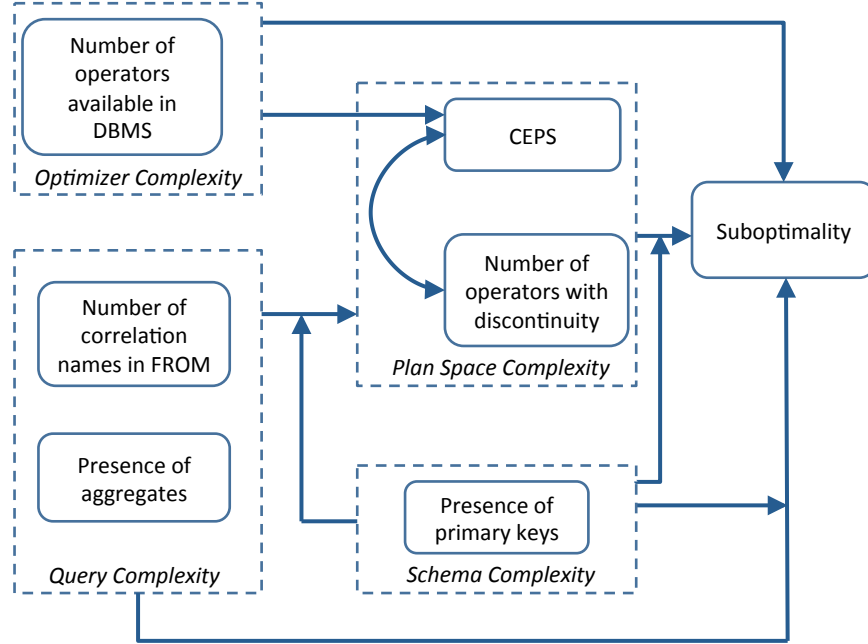 Number of
operators
available in
DBMS
Optimizer Complexity
CEPS
Number of
operators with
discontinuity
Plan Space Complexity
Suboptimality
Number of
correlation
names in FROM
Presence of
aggregates
Query Complexity
Presence of
primary keys
Schema Complexity